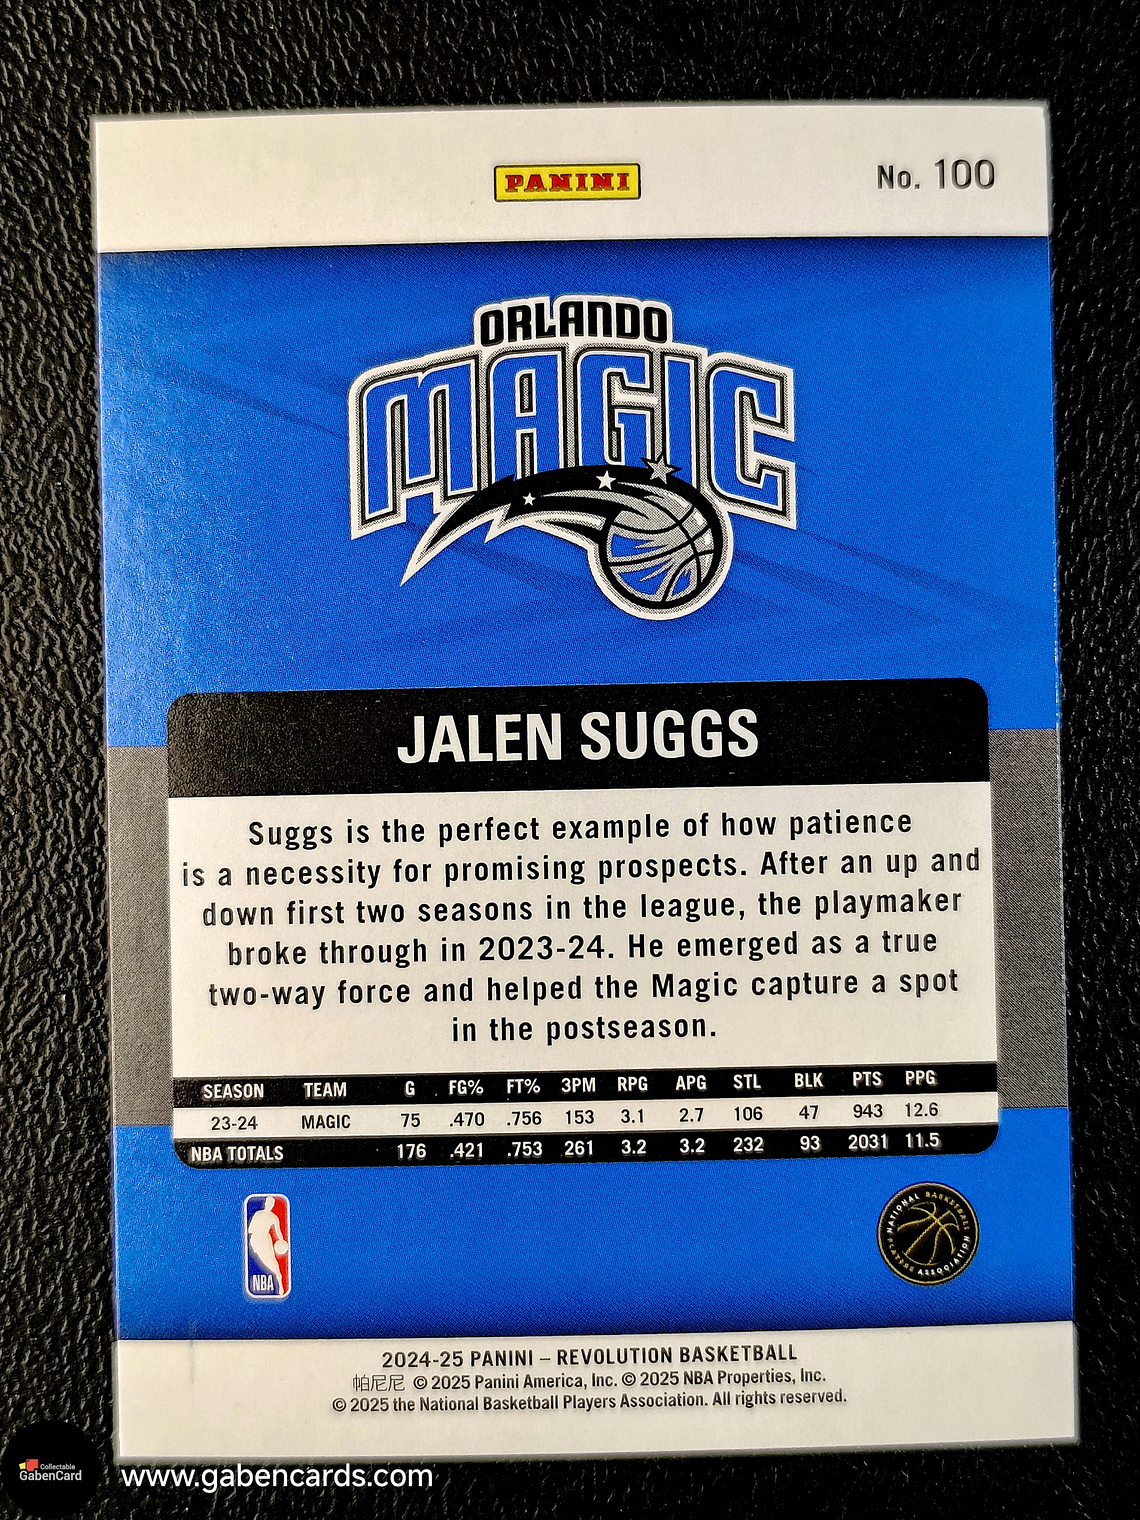 PANINI
No. 100
ORLANDO
MAGIC
JALEN SUGGS
Suggs is the perfect example of how patience
is a necessity for promising prospects. After an up and
down first two seasons in the league, the playmaker
broke through in 2023-24. He emerged as a true
two-way force and helped the Magic capture a spot
in the postseason.
SEASON TEAM G FG% FT% 3PM RPG APG STL BLK PTS PPG
23-24 MAGIC 75 .470 .756 153 3.1 2.7 106 47 943 12.6
NBA TOTALS 176 .421 .753 261 3.2 3.2 232 93 2031 11.5
NBA
NATIONAL BASKETBALL
PLAYERS ASSOCIATION
2024-25 PANINI – REVOLUTION BASKETBALL
帕尼尼 © 2025 Panini America, Inc. © 2025 NBA Properties, Inc.
© 2025 the National Basketball Players Association. All rights reserved.
Collectable
GabenCard
www.gabencards.com